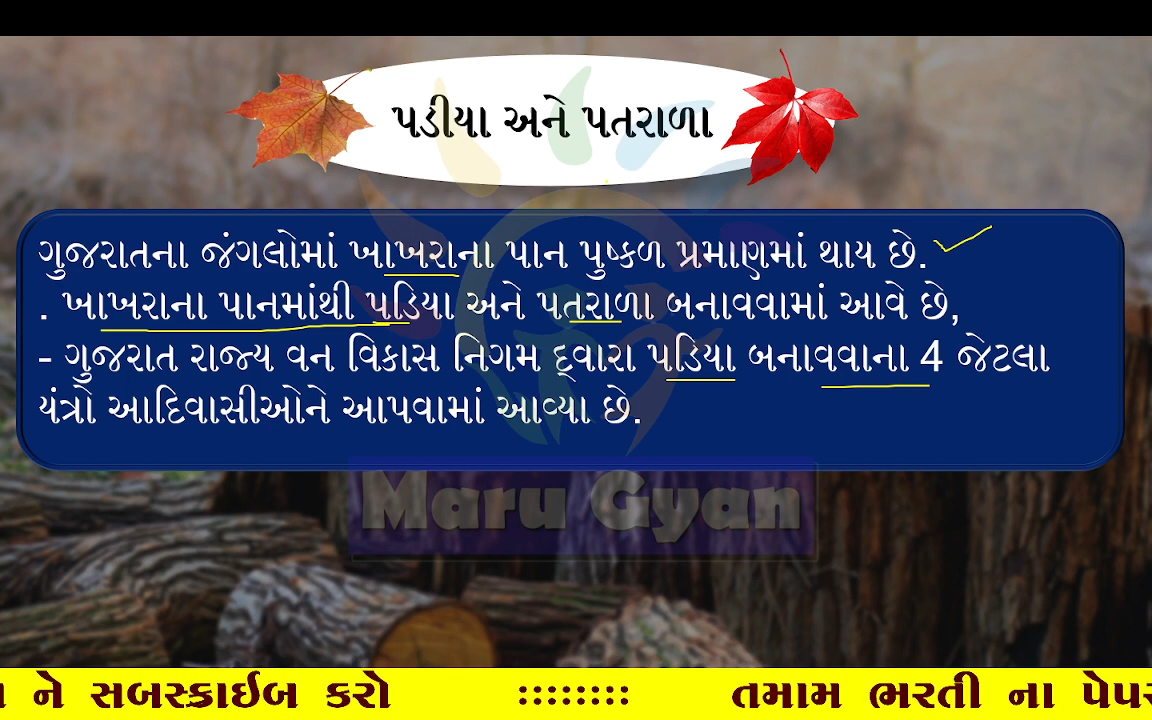 પડીયા અને પતરાળા
ગુજરાતના જંગલોમાં ખાખરાના પાન પુષ્કળ પ્રમાણમાં થાય છે.
. ખાખરાના પાનમાંથી પડિયા અને પતરાળા બનાવવામાં આવે છે,
- ગુજરાત રાજ્ય વન વિકાસ નિગમ દ્વારા પડિયા બનાવવાના 4 જેટલા
યંત્રો આદિવાસીઓને આપવામાં આવ્યા છે.
Maru Gyan
ને સબસ્ક્રાઈબ કરો :::::::: તમામ ભરતી ના